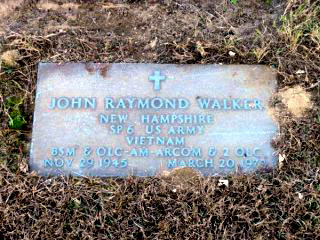 JOHN RAYMOND WALKER
NEW HAMPSHIRE
SP6 US ARMY
VIETNAM
BSM & OLC-AM-ARCOM & 2 OLC
NOV 29 1945 MARCH 20